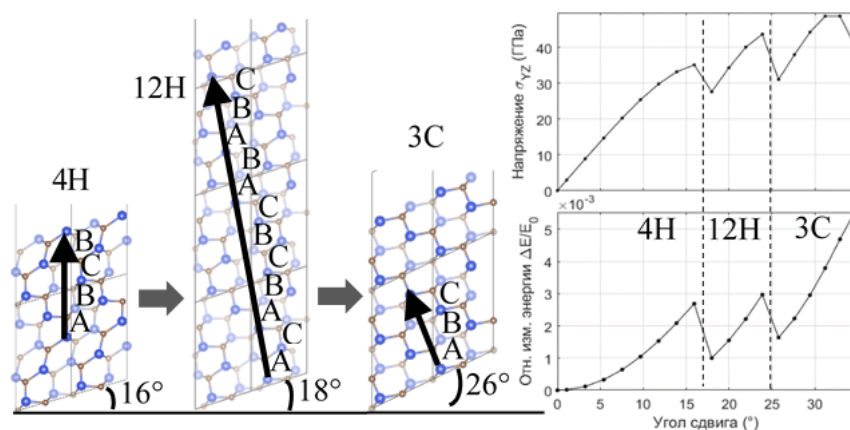 4H
B
C
B
A
16°
12H
C
B
A
B
A
C
B
C
B
A
C
A
18°
3C
C
B
A
26°
Напряжение σYZ (ГПа)
40
30
20
10
0
×10⁻³
Отн. изм. энергии ΔE/E0
5
4
3
2
1
0
4H 12H 3C
0 5 10 15 20 25 30
Угол сдвига (°)